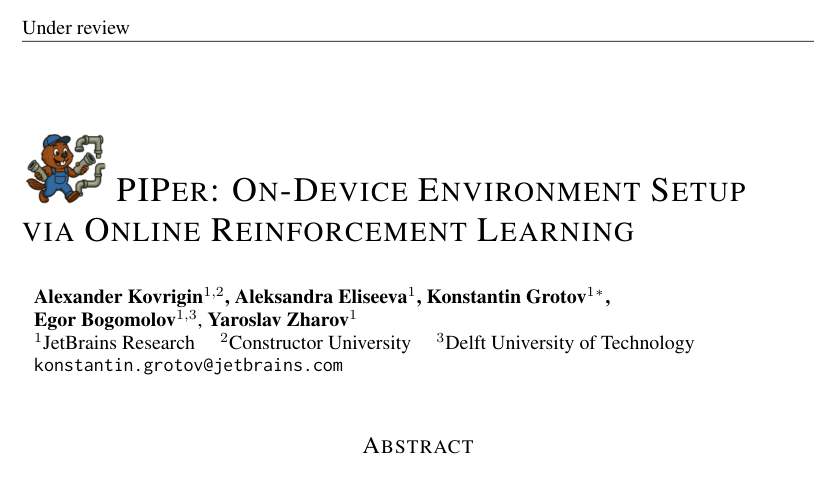 Under review
PIPER: ON-DEVICE ENVIRONMENT SETUP
VIA ONLINE REINFORCEMENT LEARNING
Alexander Kovrigin1,2, Aleksandra Eliseeva1, Konstantin Grotov1*,
Egor Bogomolov1,3, Yaroslav Zharov1
1JetBrains Research 2Constructor University 3Delft University of Technology
konstantin.grotov@jetbrains.com
ABSTRACT